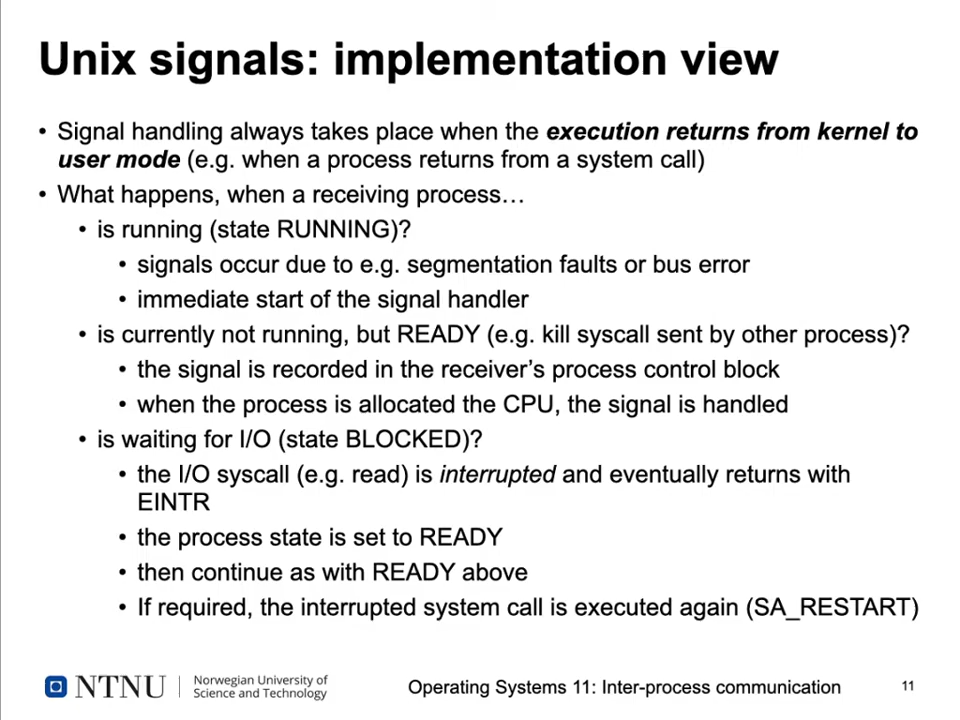 Unix signals: implementation view
• Signal handling always takes place when the execution returns from kernel to
user mode (e.g. when a process returns from a system call)
• What happens, when a receiving process…
• is running (state RUNNING)?
• signals occur due to e.g. segmentation faults or bus error
• immediate start of the signal handler
• is currently not running, but READY (e.g. kill syscall sent by other process)?
• the signal is recorded in the receiver's process control block
• when the process is allocated the CPU, the signal is handled
• is waiting for I/O (state BLOCKED)?
• the I/O syscall (e.g. read) is interrupted and eventually returns with
EINTR
• the process state is set to READY
• then continue as with READY above
• If required, the interrupted system call is executed again (SA_RESTART)
NTNU
Norwegian University of
Science and Technology
Operating Systems 11: Inter-process communication
11